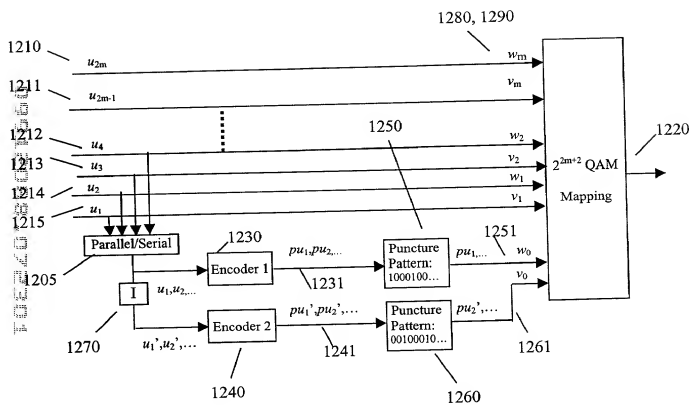 1280, 1290
1210
u2m
wm
1211
u2m-1
vm
1250
1212
u4
w2
1220
1213
u3
v2
2^2m+2 QAM
Mapping
1214
u2
w1
1215
u1
v1
1230
1251
Parallel/Serial
1205
Encoder 1
pu1,pu2,...
1231
Puncture
Pattern:
1000100...
pu1,...
w0
v0
I
u1,u2,...
1270
Encoder 2
pu1',pu2',...
1241
Puncture
Pattern:
00100010...
pu2',...
1261
u1',u2',...
1240
1260